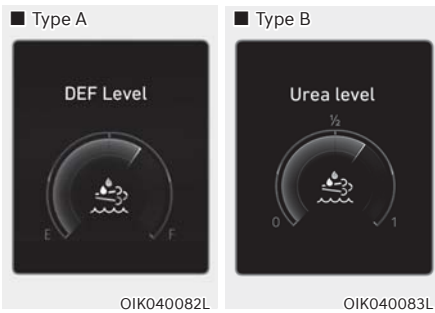 ■ Type A
DEF Level
E
F
OIK040082L
■ Type B
Urea level
½
0
1
OIK040083L